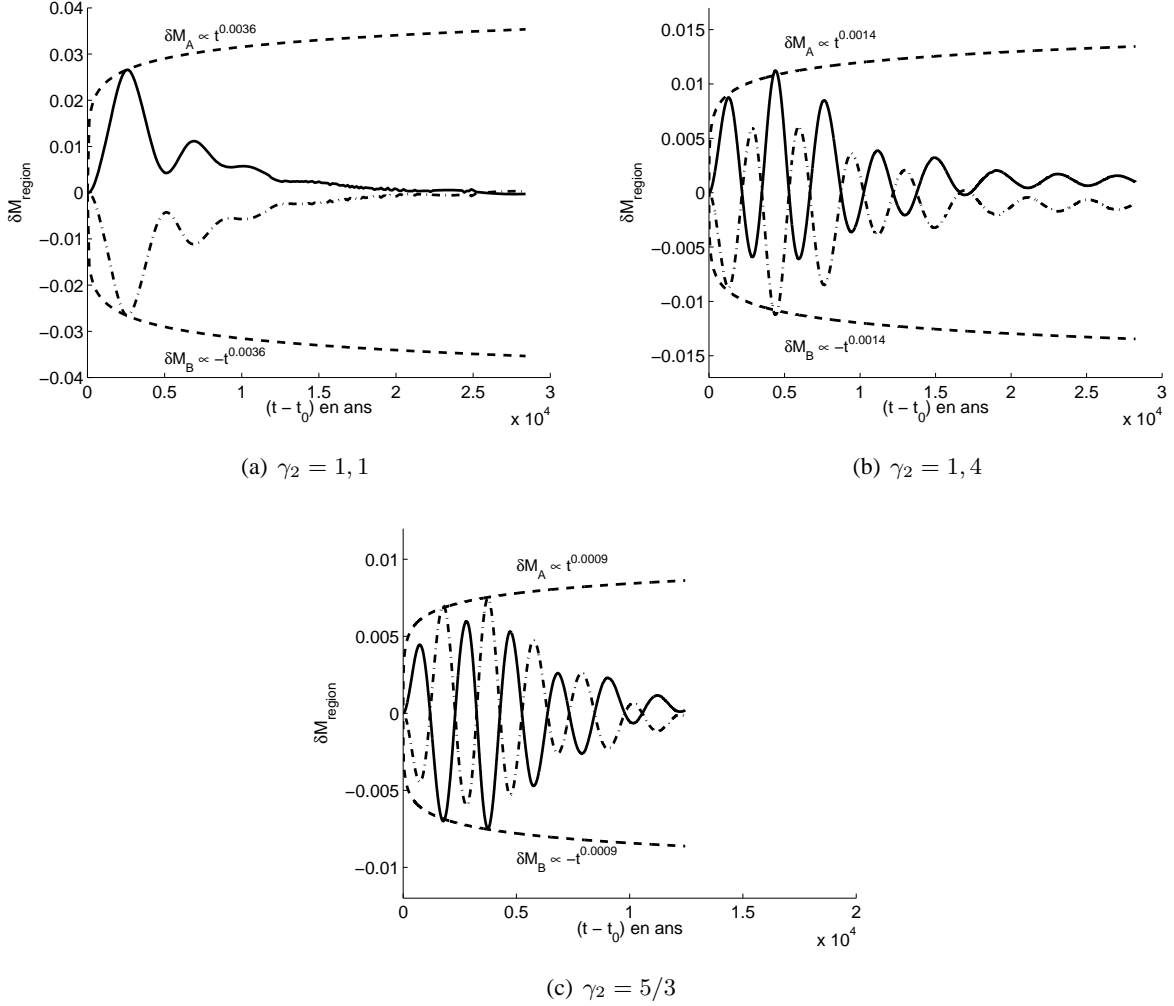 0.04
0.03
0.02
0.01
0
−0.01
−0.02
−0.03
−0.04
δM_region
δM_A ∝ t^0.0036
δM_B ∝ −t^0.0036
0 0.5 1 1.5 2 2.5 3
(t − t_0) en ans
x 10^4
(a) γ_2 = 1, 1
0.015
0.01
0.005
0
−0.005
−0.01
−0.015
δM_region
δM_A ∝ t^0.0014
δM_B ∝ −t^0.0014
0 0.5 1 1.5 2 2.5 3
(t − t_0) en ans
x 10^4
(b) γ_2 = 1, 4
0.01
0.005
0
−0.005
−0.01
δM_region
δM_A ∝ t^0.0009
δM_B ∝ −t^0.0009
0 0.5 1 1.5 2
(t − t_0) en ans
x 10^4
(c) γ_2 = 5/3